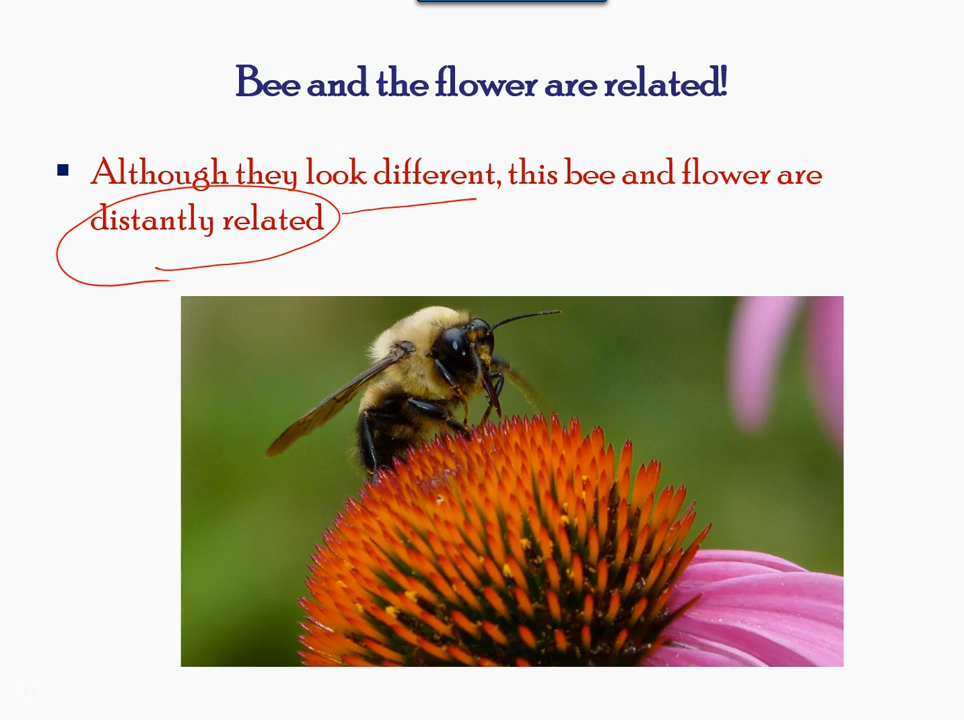 Bee and the flower are related!
Although they look different, this bee and flower are
distantly related